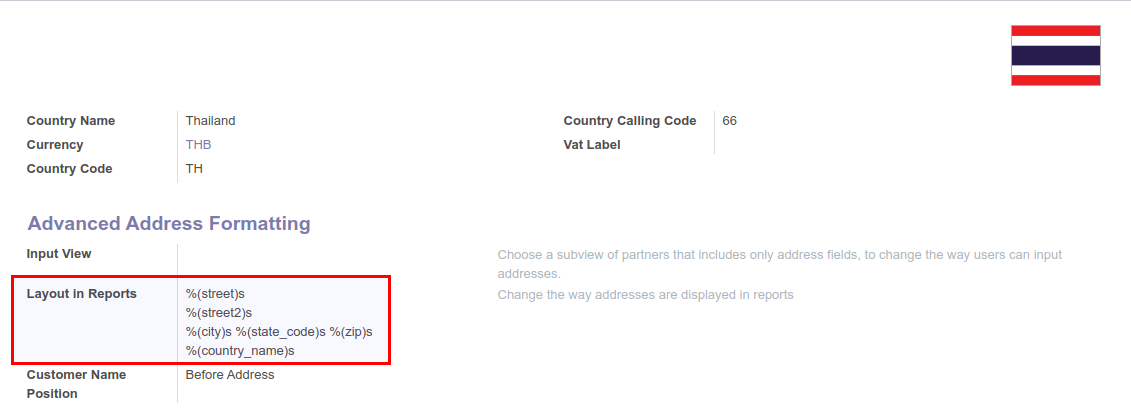 Country Name Thailand Country Calling Code 66
Currency THB Vat Label
Country Code TH
Advanced Address Formatting
Input View Choose a subview of partners that includes only address fields, to change the way users can input
addresses.
Layout in Reports %(street)s Change the way addresses are displayed in reports
%(street2)s
%(city)s %(state_code)s %(zip)s
%(country_name)s
Customer Name Before Address
Position